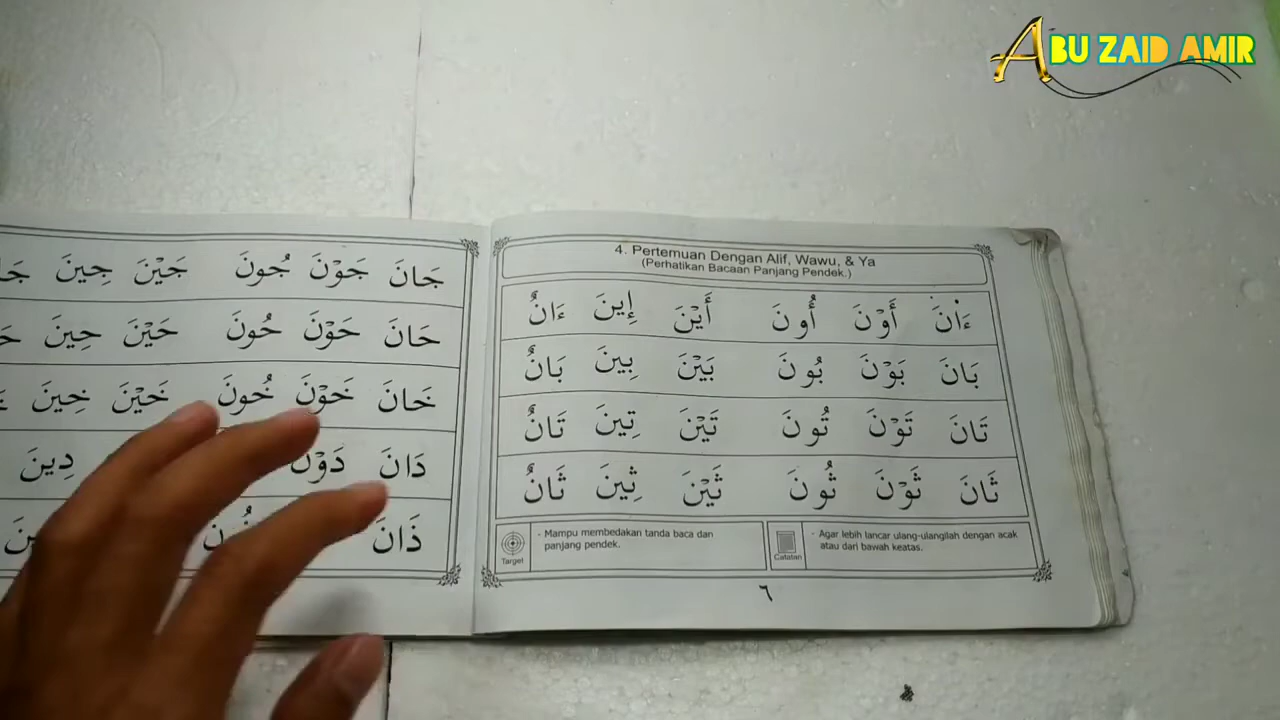 ABU ZAID AMIR
4. Pertemuan Dengan Alif, Wawu, & Ya
(Perhatikan Bacaan Panjang Pendek.)
ءَانَ أَوْنَ أُونَ أَيْنَ إِينَ ءَانٌ
بَانَ بَوْنَ بُونَ بَيْنَ بِينَ بَانٌ
تَانَ تَوْنَ تُونَ تَيْنَ تِينَ تَانٌ
ثَانَ ثَوْنَ ثُونَ ثَيْنَ ثِينَ ثَانٌ
Target
- Mampu membedakan tanda baca dan
panjang pendek.
Catatan
- Agar lebih lancar ulang-ulangilah dengan acak
atau dari bawah keatas.
٦
جَانَ جَوْنَ جُونَ جَيْنَ جِينَ
حَانَ حَوْنَ حُونَ حَيْنَ حِينَ
خَانَ خَوْنَ خُونَ خَيْنَ خِينَ
دَانَ دَوْنَ دِينَ
ذَانَ